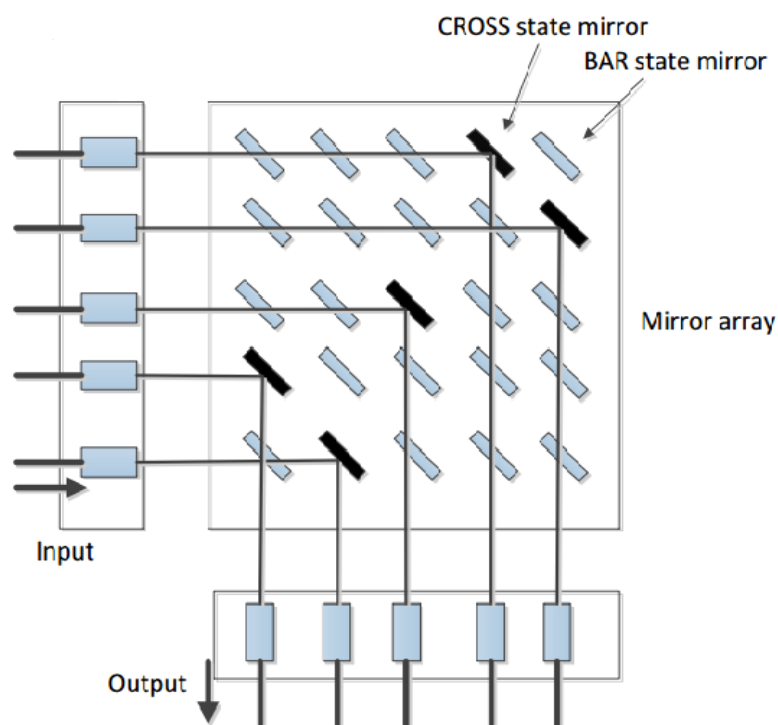 CROSS state mirror
BAR state mirror
Mirror array
Input
Output